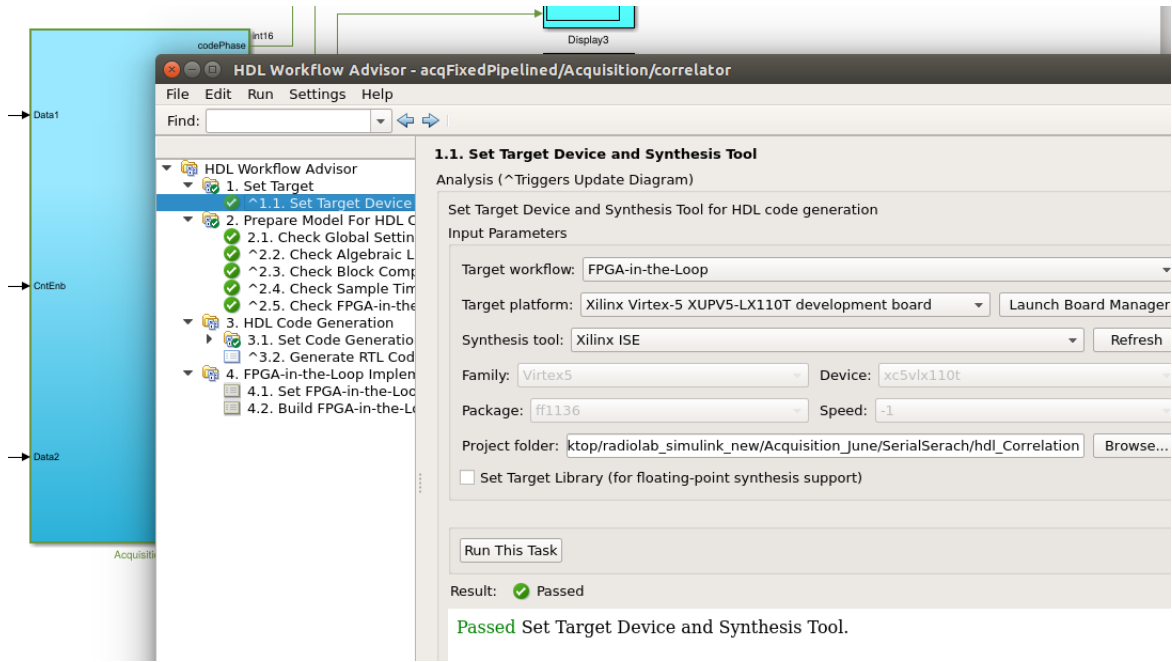 int16
codePhase
Display3
HDL Workflow Advisor - acqFixedPipelined/Acquisition/correlator
File Edit Run Settings Help
Find:
Data1
CntEnb
Data2
Acquisitio
HDL Workflow Advisor
1. Set Target
^1.1. Set Target Device
2. Prepare Model For HDL C
2.1. Check Global Settin
^2.2. Check Algebraic L
^2.3. Check Block Comp
^2.4. Check Sample Tim
^2.5. Check FPGA-in-the
3. HDL Code Generation
3.1. Set Code Generatio
^3.2. Generate RTL Cod
4. FPGA-in-the-Loop Implem
4.1. Set FPGA-in-the-Loo
4.2. Build FPGA-in-the-Lo
1.1. Set Target Device and Synthesis Tool
Analysis (^Triggers Update Diagram)
Set Target Device and Synthesis Tool for HDL code generation
Input Parameters
Target workflow: FPGA-in-the-Loop
Target platform: Xilinx Virtex-5 XUPV5-LX110T development board Launch Board Manager
Synthesis tool: Xilinx ISE Refresh
Family: Virtex5 Device: xc5vlx110t
Package: ff1136 Speed: -1
Project folder: ktop/radiolab_simulink_new/Acquisition_June/SerialSerach/hdl_Correlation Browse...
Set Target Library (for floating-point synthesis support)
Run This Task
Result: Passed
Passed Set Target Device and Synthesis Tool.